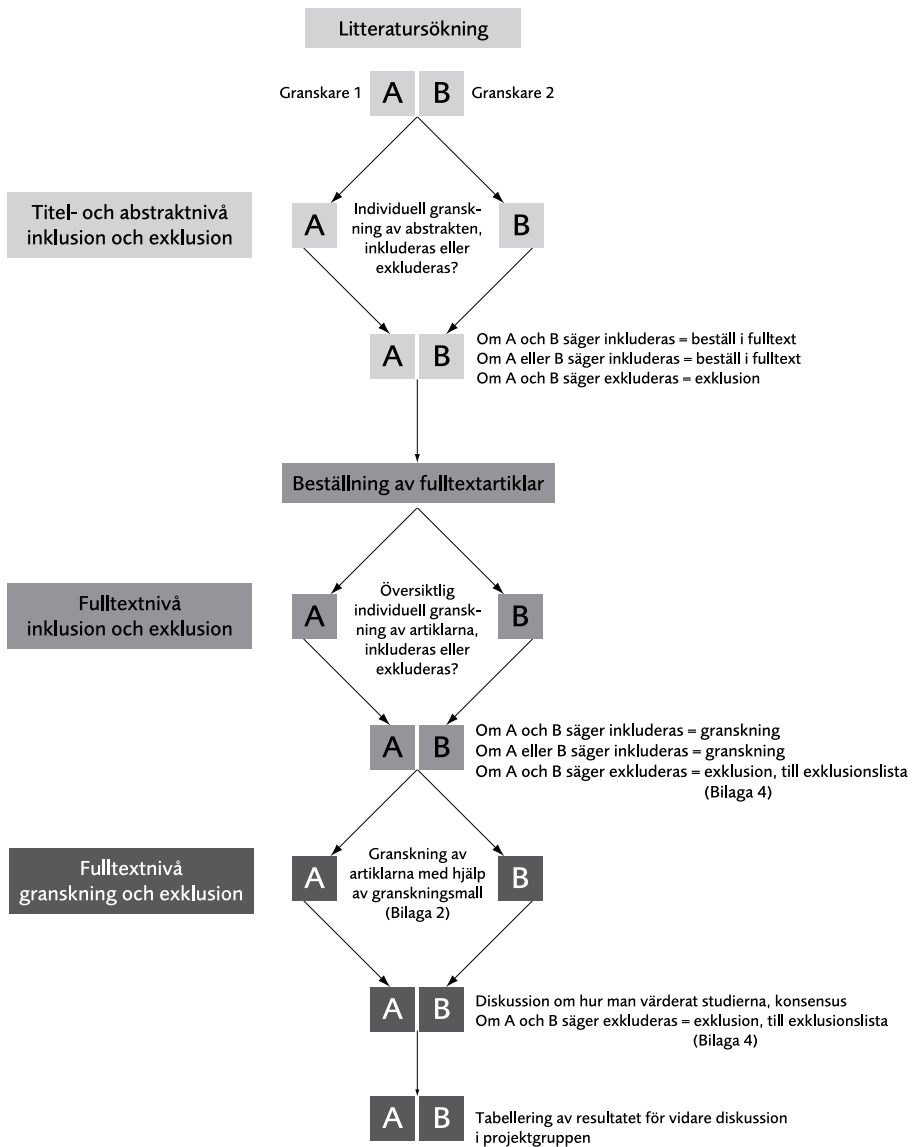 Litteratursökning
Granskare 1 A B Granskare 2
Titel- och abstraktnivå
inklusion och exklusion
A
Individuell gransk-
ning av abstrakten,
inkluderas eller
exkluderas?
B
A B
Om A och B säger inkluderas = beställ i fulltext
Om A eller B säger inkluderas = beställ i fulltext
Om A och B säger exkluderas = exklusion
Beställning av fulltextartiklar
Fulltextnivå
inklusion och exklusion
A
Översiktlig
individuell gransk-
ning av artiklarna,
inkluderas eller
exkluderas?
B
A B
Om A och B säger inkluderas = granskning
Om A eller B säger inkluderas = granskning
Om A och B säger exkluderas = exklusion, till exklusionslista
(Bilaga 4)
Fulltextnivå
granskning och exklusion
A
Granskning av
artiklarna med hjälp
av granskningsmall
(Bilaga 2)
B
A B
Diskussion om hur man värderat studierna, konsensus
Om A och B säger exkluderas = exklusion, till exklusionslista
(Bilaga 4)
A B
Tabellering av resultatet för vidare diskussion
i projektgruppen